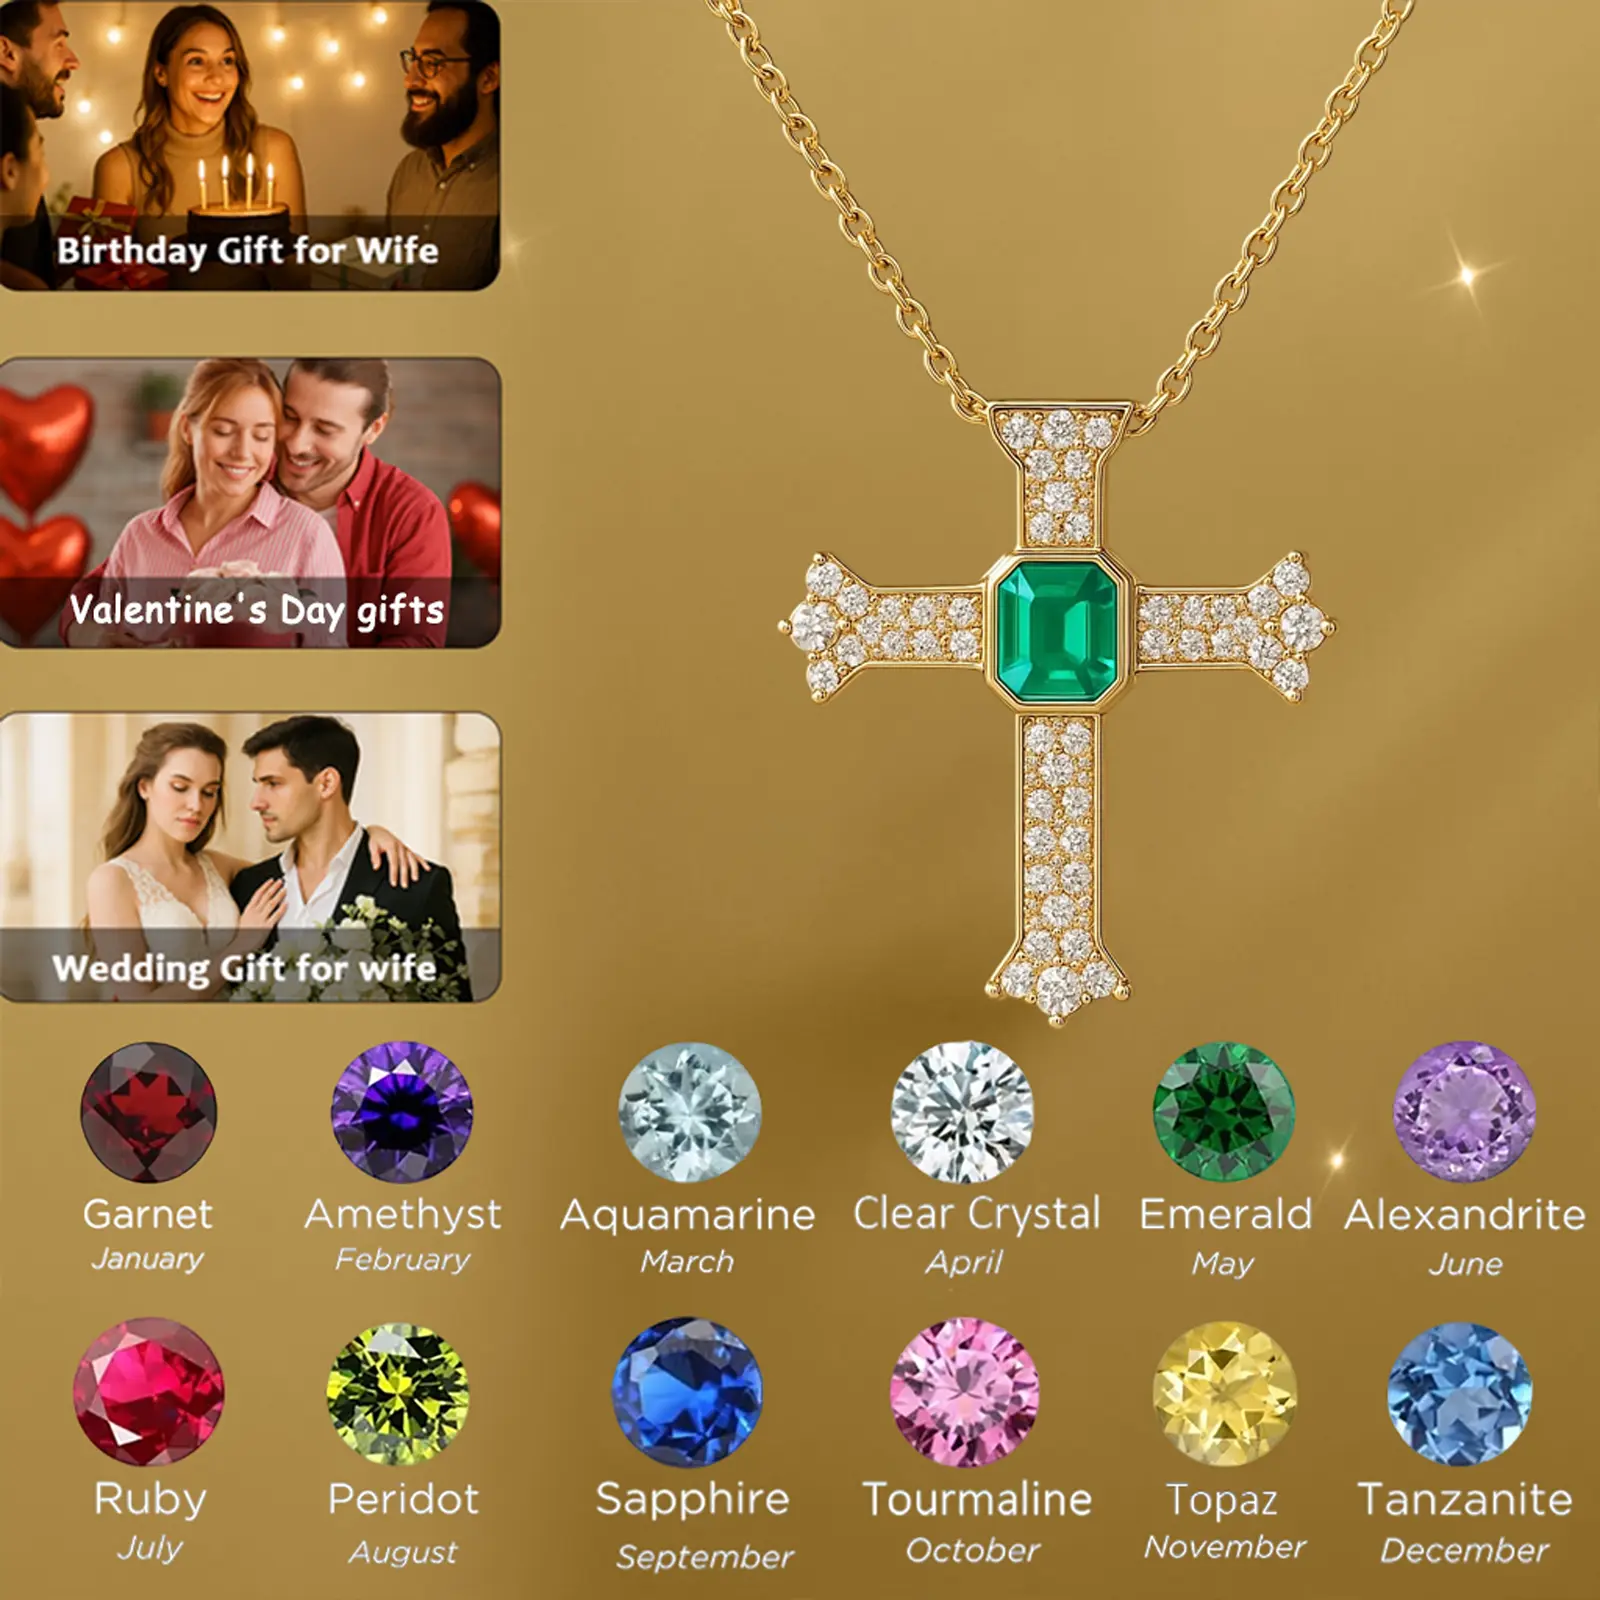 Birthday Gift for Wife
Valentine's Day gifts
Wedding Gift for wife
Garnet
January
Amethyst
February
Aquamarine
March
Clear Crystal
April
Emerald
May
Alexandrite
June
Ruby
July
Peridot
August
Sapphire
September
Tourmaline
October
Topaz
November
Tanzanite
December